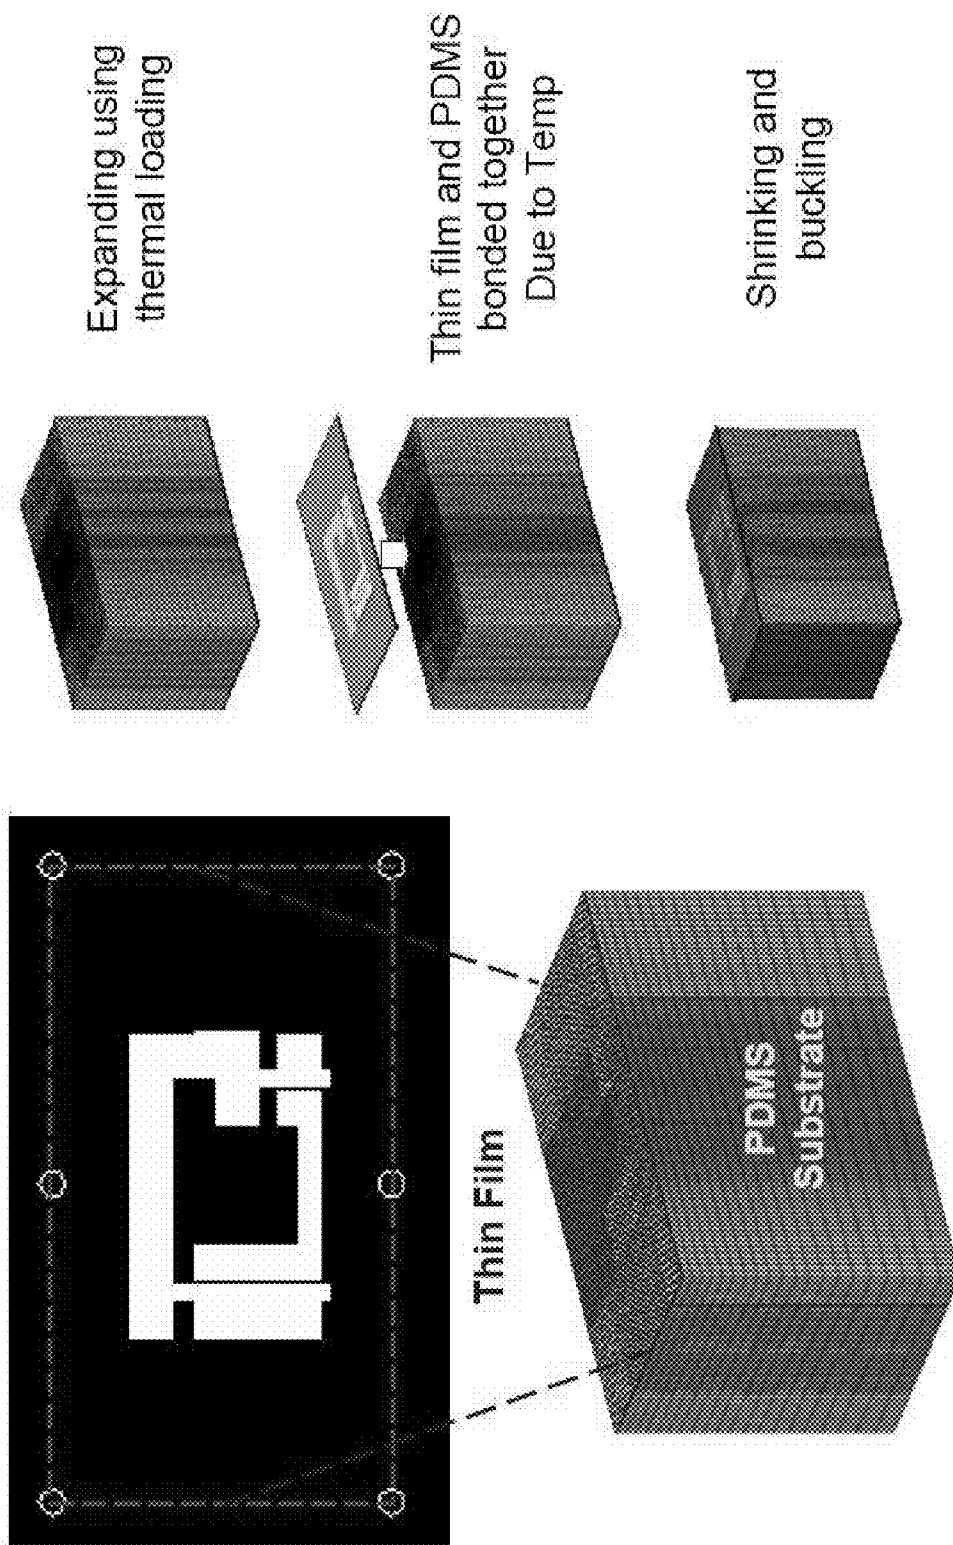 Thin Film
PDMS
Substrate
Expanding using
thermal loading
Thin film and PDMS
bonded together
Due to Temp
Shrinking and
buckling